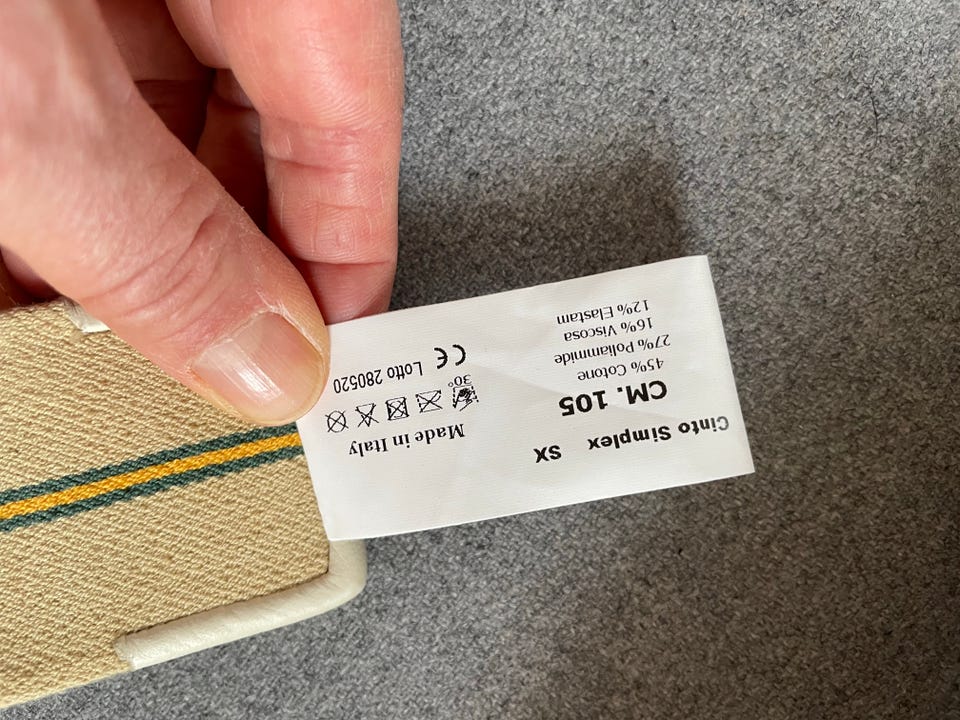 Cinto Simplex SX
CM. 105
45% Cotone
27% Poliammide
16% Viscosa
12% Elastam
Made in Italy
30°
CE Lotto 280520